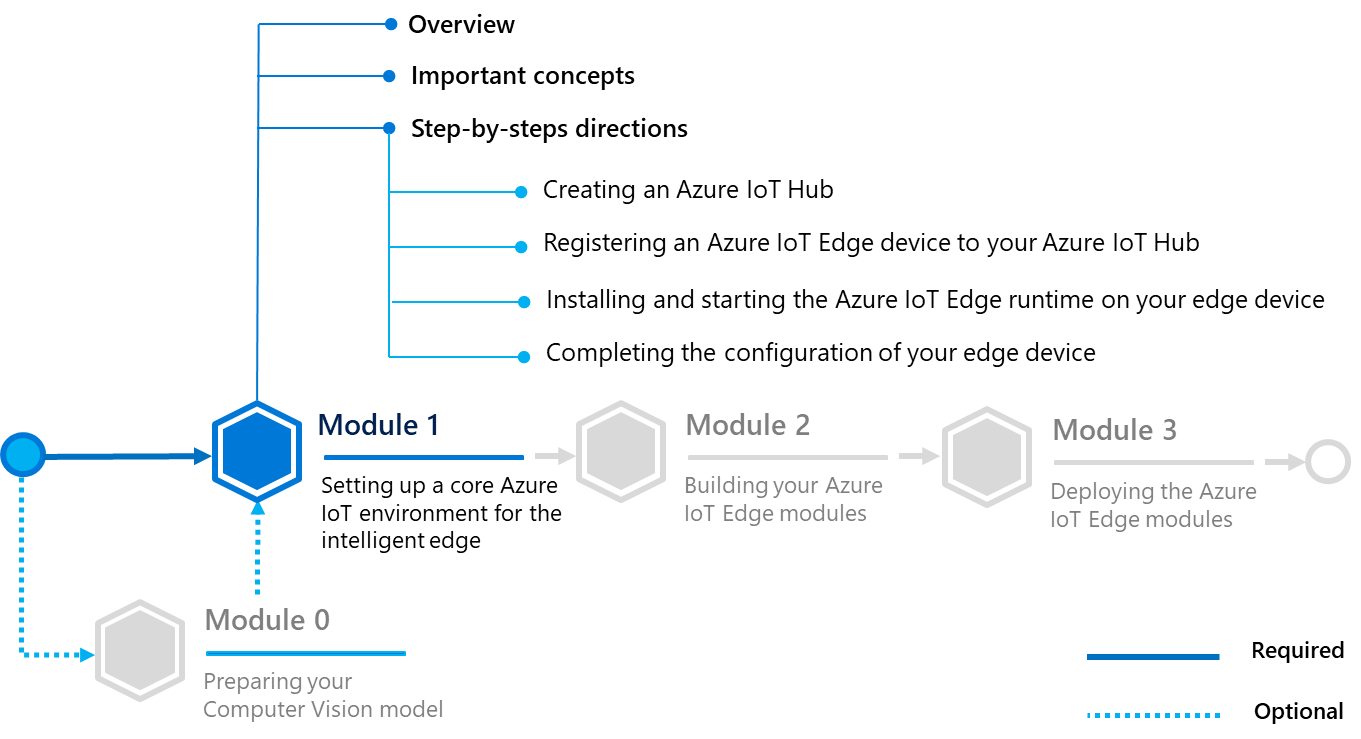 Overview
Important concepts
Step-by-steps directions
Creating an Azure IoT Hub
Registering an Azure IoT Edge device to your Azure IoT Hub
Installing and starting the Azure IoT Edge runtime on your edge device
Completing the configuration of your edge device
Module 1
Setting up a core Azure
IoT environment for the
intelligent edge
Module 2
Building your Azure
IoT Edge modules
Module 3
Deploying the Azure
IoT Edge modules
Module 0
Preparing your
Computer Vision model
Required
Optional